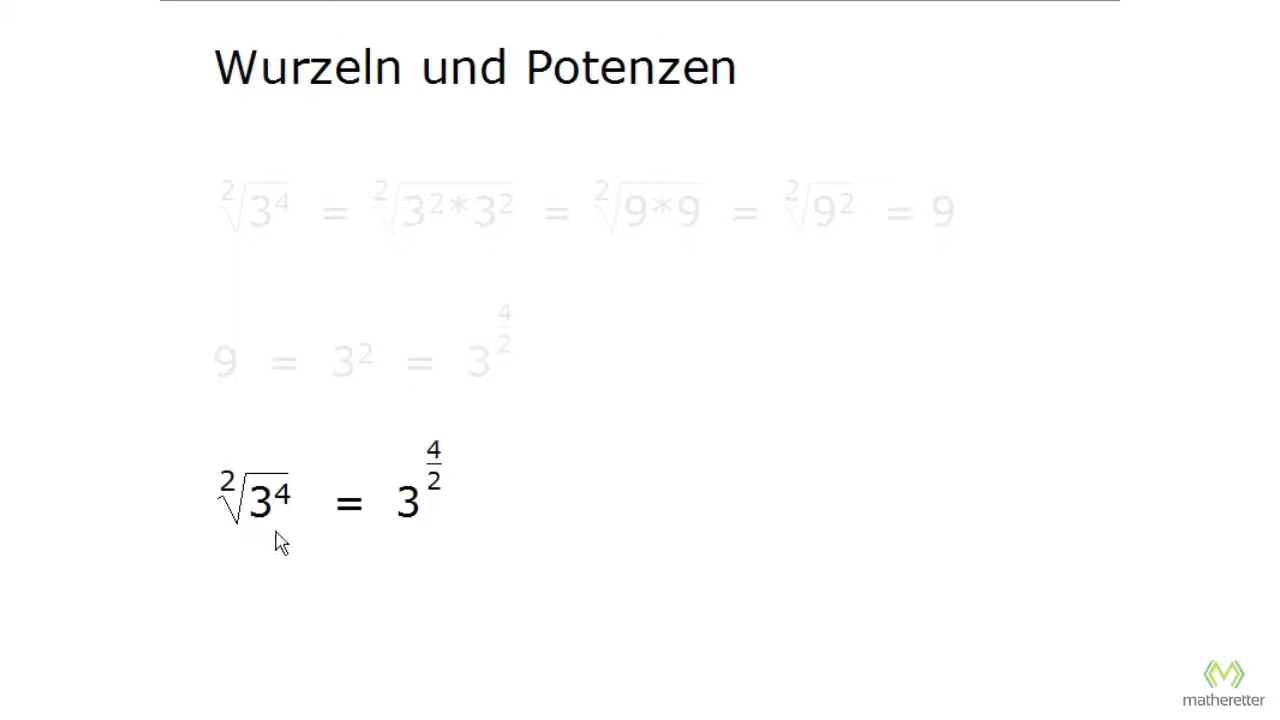 Wurzeln und Potenzen
²√3⁴ = ²√3²*3² = ²√9*9 = ²√9² = 9
9 = 3² = 3^(4/2)
²√3⁴ = 3^(4/2)
matheretter